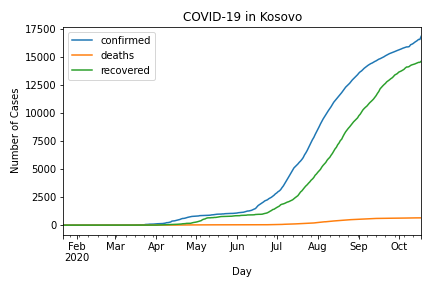 COVID-19 in Kosovo
17500
15000
12500
10000
7500
5000
2500
0
Number of Cases
confirmed
deaths
recovered
Feb Mar Apr May Jun Jul Aug Sep Oct
2020
Day